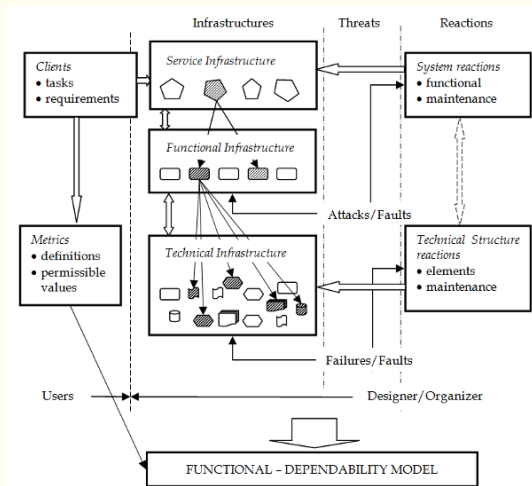 Infrastructures
Threats
Reactions
Clients
• tasks
• requirements
Service Infrastructure
System reactions
• functional
• maintenance
Functional Infrastructure
Attacks/Faults
Metrics
• definitions
• permissible
values
Technical Infrastructure
Technical Structure
reactions
• elements
• maintenance
Failures/Faults
Users
Designer/Organizer
FUNCTIONAL – DEPENDABILITY MODEL